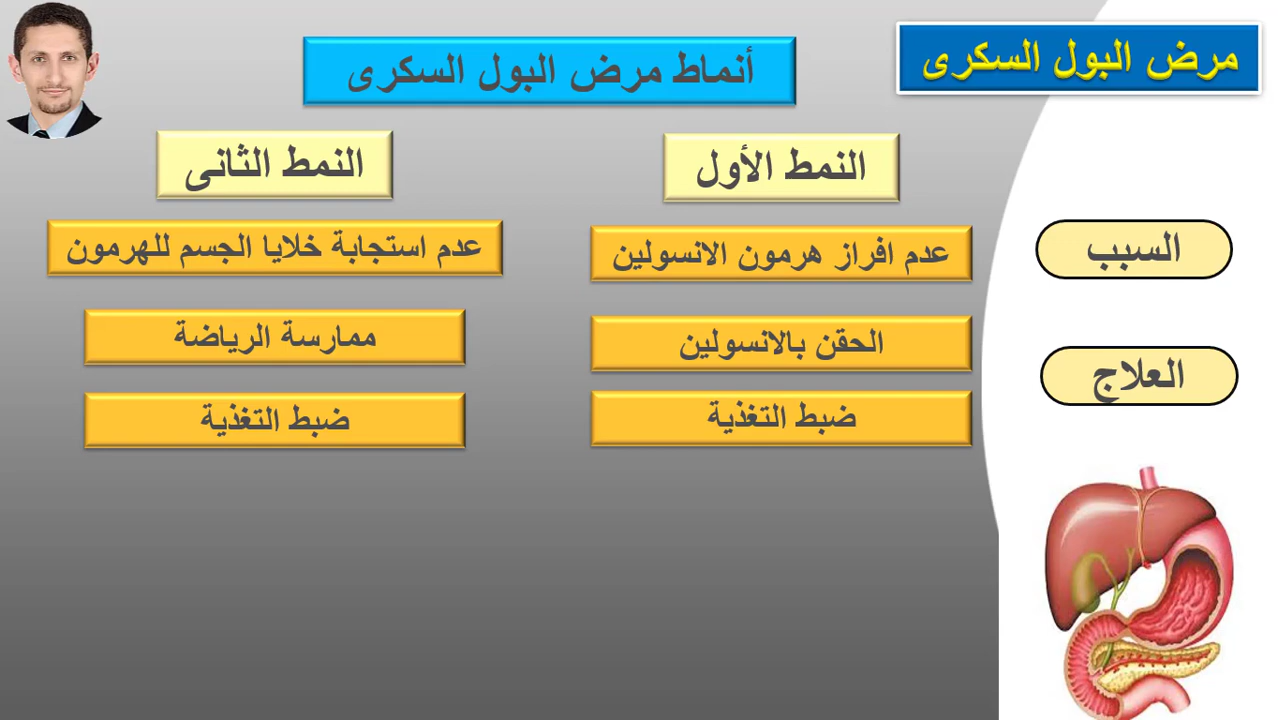 مرض البول السكرى
أنماط مرض البول السكرى
النمط الأول
النمط الثانى
السبب
عدم افراز هرمون الانسولين
عدم استجابة خلايا الجسم للهرمون
العلاج
الحقن بالانسولين
ممارسة الرياضة
ضبط التغذية
ضبط التغذية